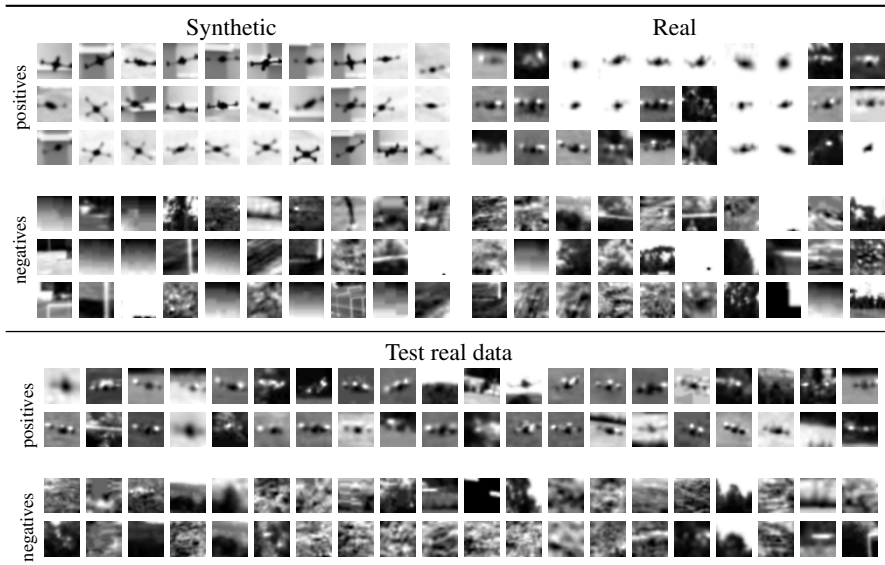 Synthetic
Real
positives
negatives
Test real data
positives
negatives